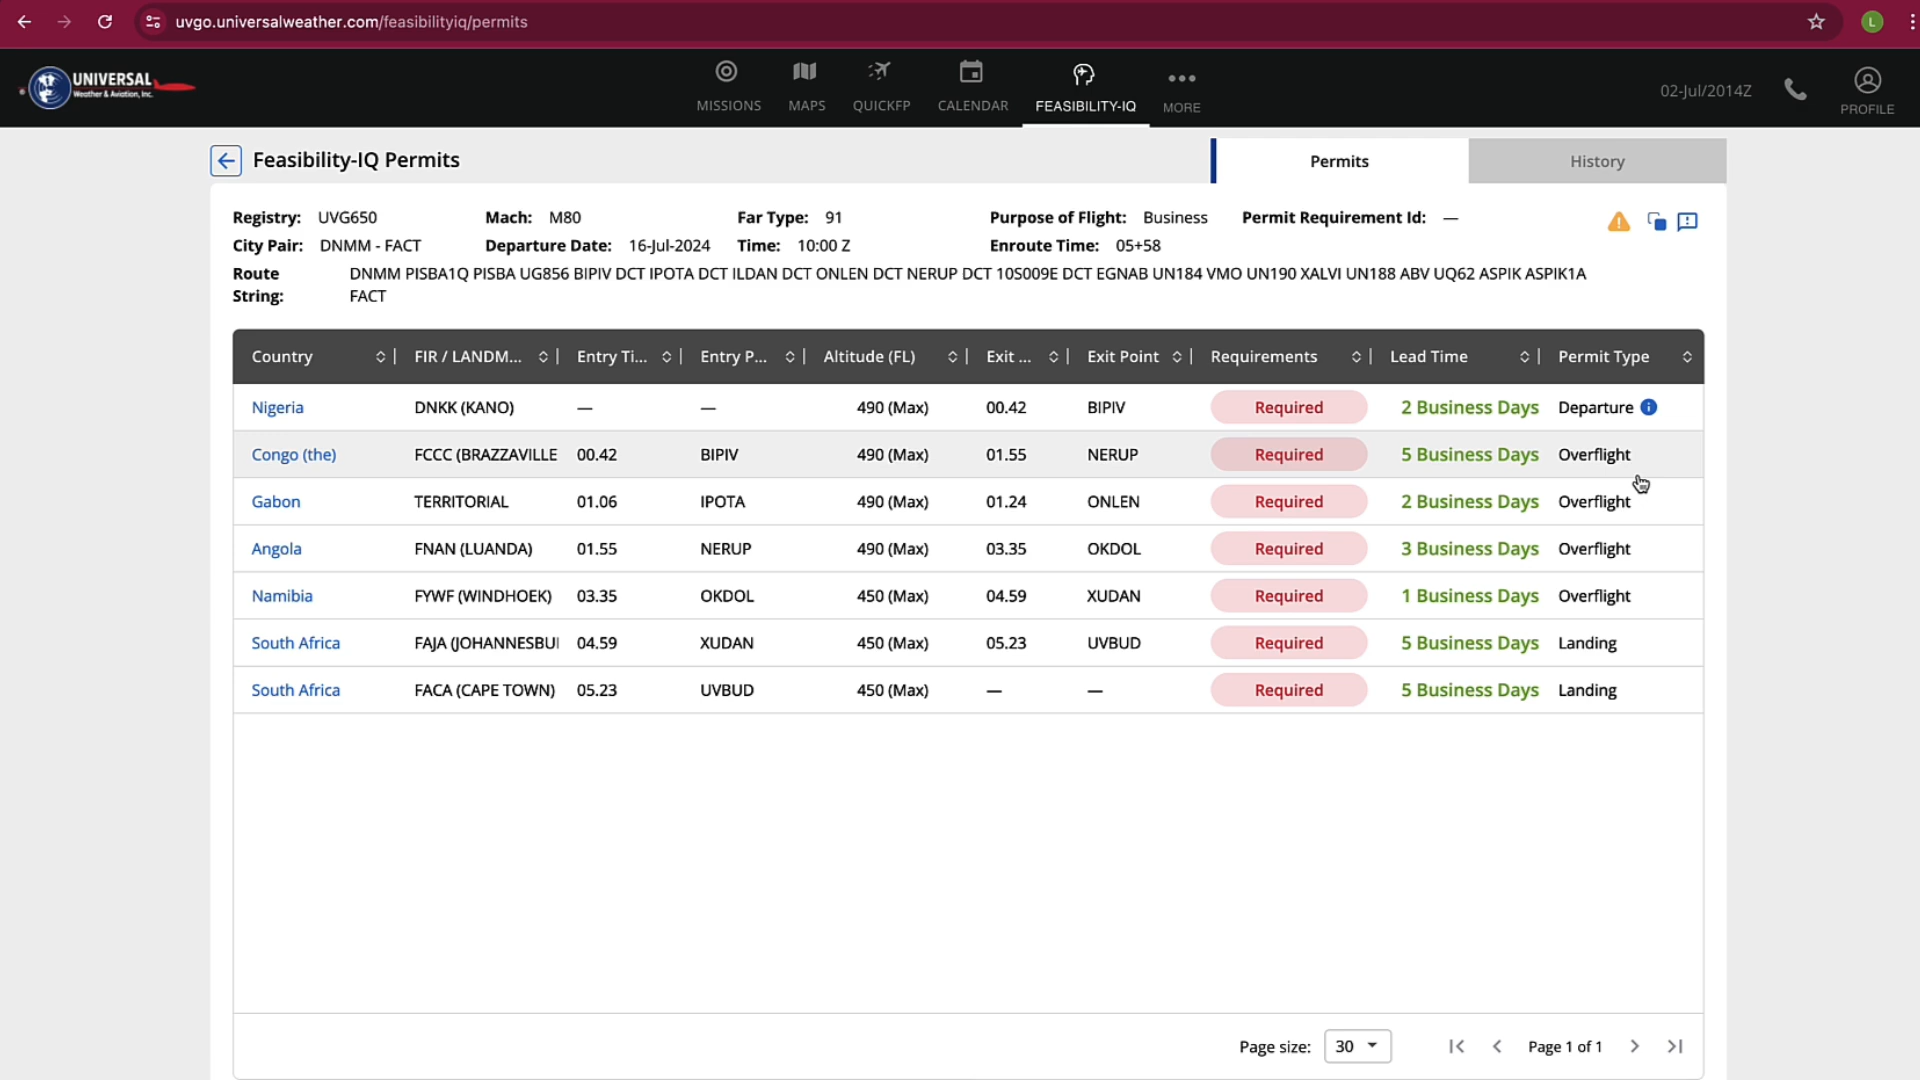 uvgo.universalweather.com/feasibilityiq/permits
L
UNIVERSAL
Weather & Aviation, Inc.
MISSIONS
MAPS
QUICKFP
CALENDAR
FEASIBILITY-IQ
MORE
02-Jul/2014Z
PROFILE
Feasibility-IQ Permits
Permits
History
Registry: UVG650 Mach: M80 Far Type: 91 Purpose of Flight: Business Permit Requirement Id: —
City Pair: DNMM - FACT Departure Date: 16-Jul-2024 Time: 10:00 Z Enroute Time: 05+58
Route DNMM PISBA1Q PISBA UG856 BIPIV DCT IPOTA DCT ILDAN DCT ONLEN DCT NERUP DCT 10S009E DCT EGNAB UN184 VMO UN190 XALVI UN188 ABV UQ62 ASPIK ASPIK1A
String: FACT
Country FIR / LANDM... Entry Ti... Entry P... Altitude (FL) Exit ... Exit Point Requirements Lead Time Permit Type
Nigeria DNKK (KANO) — — 490 (Max) 00.42 BIPIV Required 2 Business Days Departure
Congo (the) FCCC (BRAZZAVILLE 00.42 BIPIV 490 (Max) 01.55 NERUP Required 5 Business Days Overflight
Gabon TERRITORIAL 01.06 IPOTA 490 (Max) 01.24 ONLEN Required 2 Business Days Overflight
Angola FNAN (LUANDA) 01.55 NERUP 490 (Max) 03.35 OKDOL Required 3 Business Days Overflight
Namibia FYWF (WINDHOEK) 03.35 OKDOL 450 (Max) 04.59 XUDAN Required 1 Business Days Overflight
South Africa FAJA (JOHANNESBU 04.59 XUDAN 450 (Max) 05.23 UVBUD Required 5 Business Days Landing
South Africa FACA (CAPE TOWN) 05.23 UVBUD 450 (Max) — — Required 5 Business Days Landing
Page size: 30 Page 1 of 1